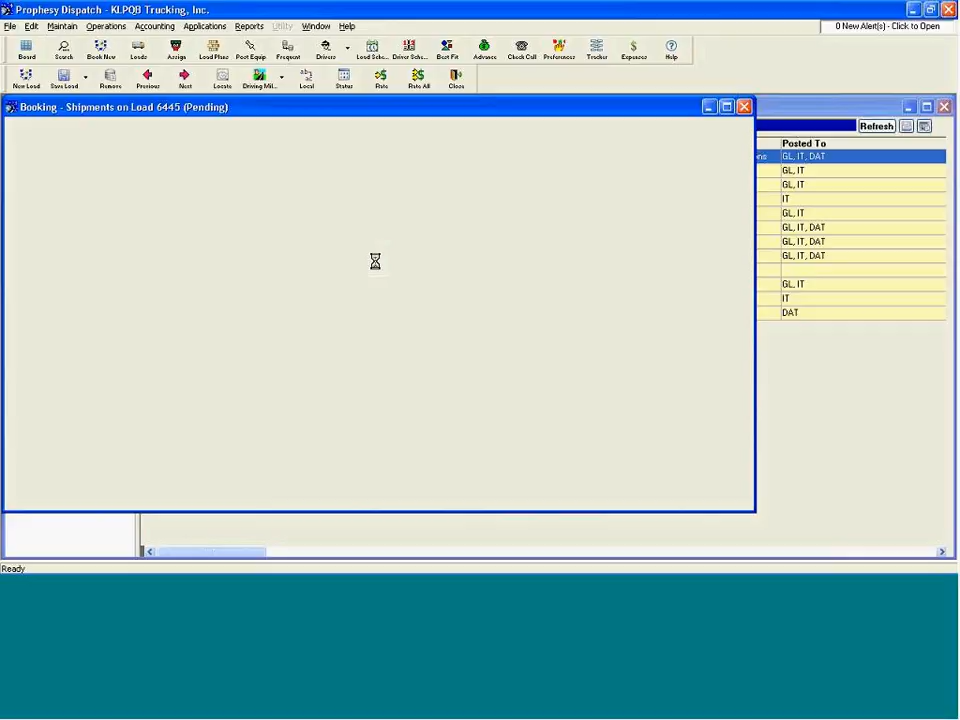 Prophesy Dispatch - KLPQB Trucking, Inc.
File Edit Maintain Operations Accounting Applications Reports Utility Window Help
0 New Alert(s) - Click to Open
Board Search Book New Loads Assign Load Plans Post Equip Frequent Drivers Load Sche... Driver Sche... Best Fit Advance Check Call Preferences Tracker Expenses Help
New Load Save Load Remove Previous Next Locate Driving Mil... Local Status Rate Rate All Close
Booking - Shipments on Load 6445 (Pending)
Refresh
Posted To
ons GL, IT, DAT
GL, IT
GL, IT
IT
GL, IT
GL, IT, DAT
GL, IT, DAT
GL, IT, DAT
GL, IT
IT
DAT
Ready